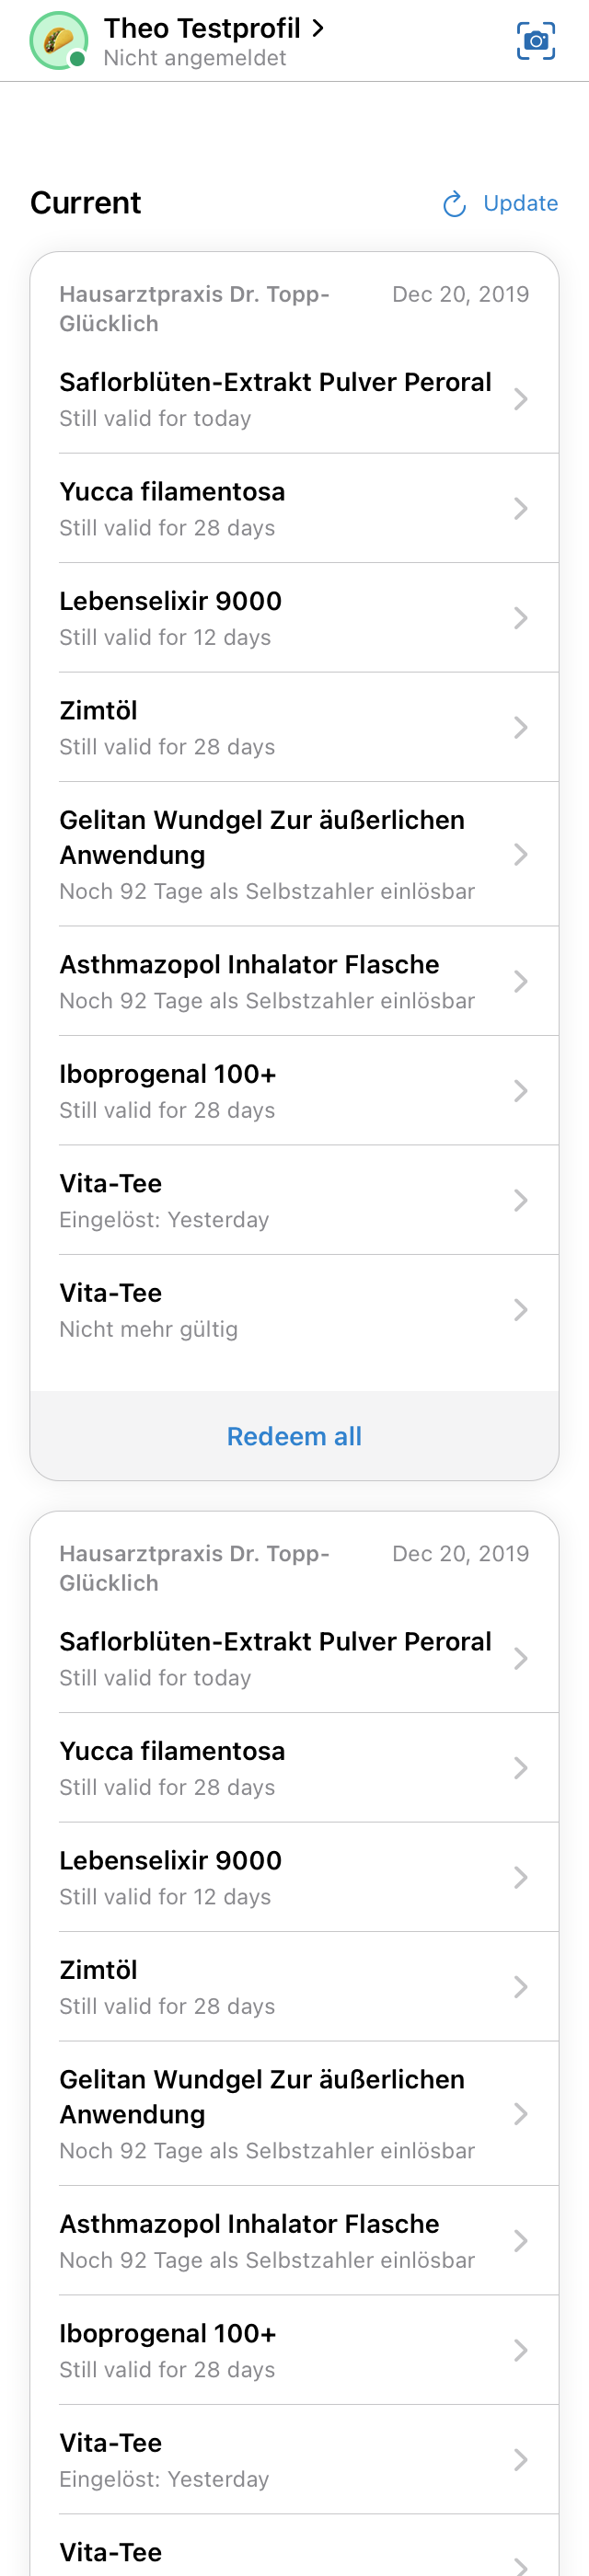 Theo Testprofil
Nicht angemeldet
Current
Update
Hausarztpraxis Dr. Topp-
Glücklich
Dec 20, 2019
Saflorblüten-Extrakt Pulver Peroral
Still valid for today
Yucca filamentosa
Still valid for 28 days
Lebenselixir 9000
Still valid for 12 days
Zimtöl
Still valid for 28 days
Gelitan Wundgel Zur äußerlichen
Anwendung
Noch 92 Tage als Selbstzahler einlösbar
Asthmazopol Inhalator Flasche
Noch 92 Tage als Selbstzahler einlösbar
Iboprogenal 100+
Still valid for 28 days
Vita-Tee
Eingelöst: Yesterday
Vita-Tee
Nicht mehr gültig
Redeem all
Hausarztpraxis Dr. Topp-
Glücklich
Dec 20, 2019
Saflorblüten-Extrakt Pulver Peroral
Still valid for today
Yucca filamentosa
Still valid for 28 days
Lebenselixir 9000
Still valid for 12 days
Zimtöl
Still valid for 28 days
Gelitan Wundgel Zur äußerlichen
Anwendung
Noch 92 Tage als Selbstzahler einlösbar
Asthmazopol Inhalator Flasche
Noch 92 Tage als Selbstzahler einlösbar
Iboprogenal 100+
Still valid for 28 days
Vita-Tee
Eingelöst: Yesterday
Vita-Tee